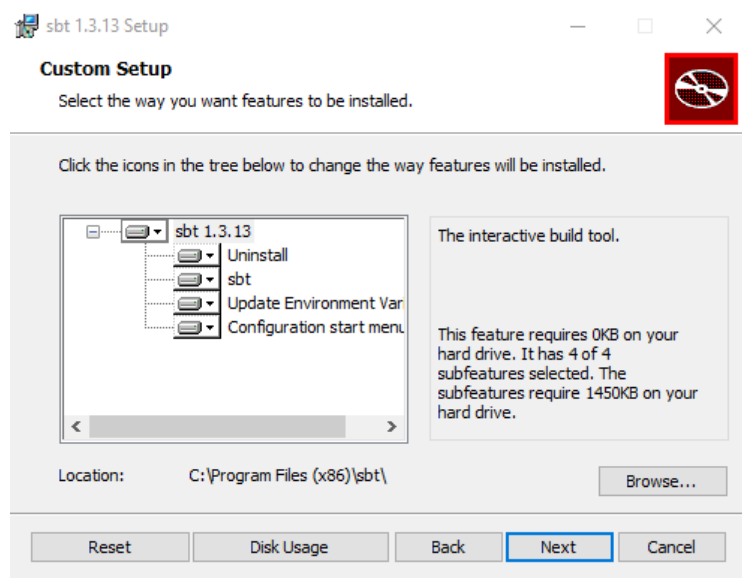 sbt 1.3.13 Setup
Custom Setup
Select the way you want features to be installed.
Click the icons in the tree below to change the way features will be installed.
sbt 1.3.13
Uninstall
sbt
Update Environment Var
Configuration start menu
The interactive build tool.
This feature requires 0KB on your
hard drive. It has 4 of 4
subfeatures selected. The
subfeatures require 1450KB on your
hard drive.
Location: C:\Program Files (x86)\sbt\
Browse...
Reset Disk Usage Back Next Cancel